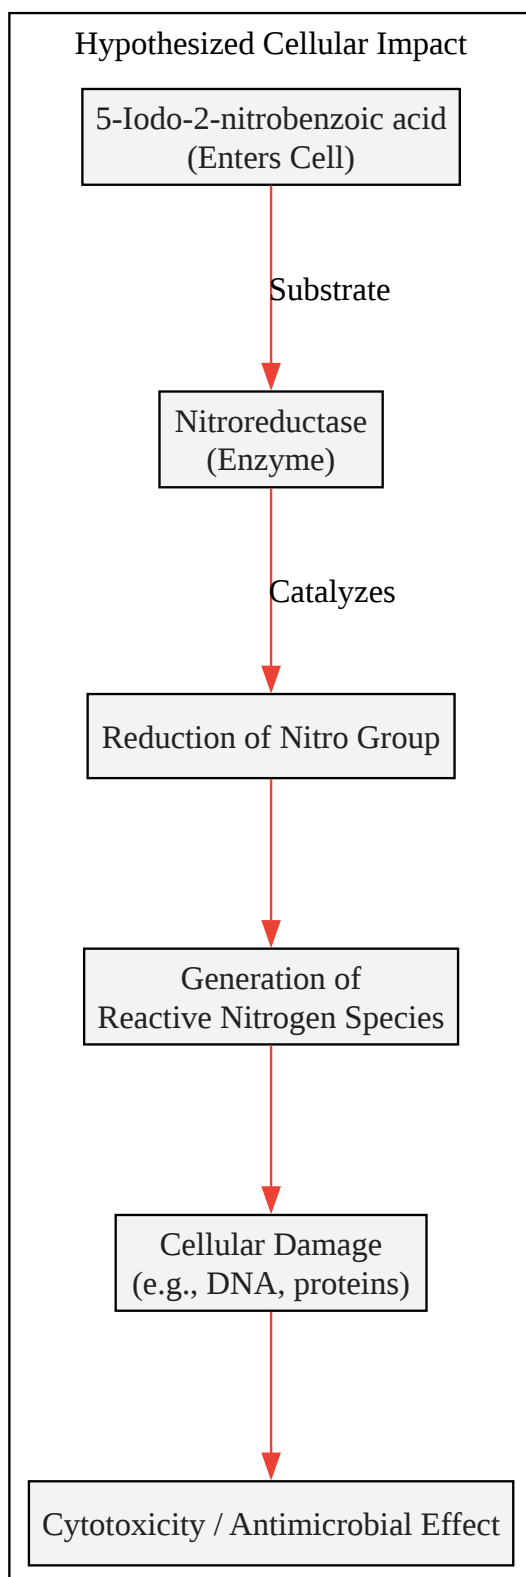 Hypothesized Cellular Impact
5-Iodo-2-nitrobenzoic acid
(Enters Cell)
Substrate
Nitroreductase
(Enzyme)
Catalyzes
Reduction of Nitro Group
Generation of
Reactive Nitrogen Species
Cellular Damage
(e.g., DNA, proteins)
Cytotoxicity / Antimicrobial Effect